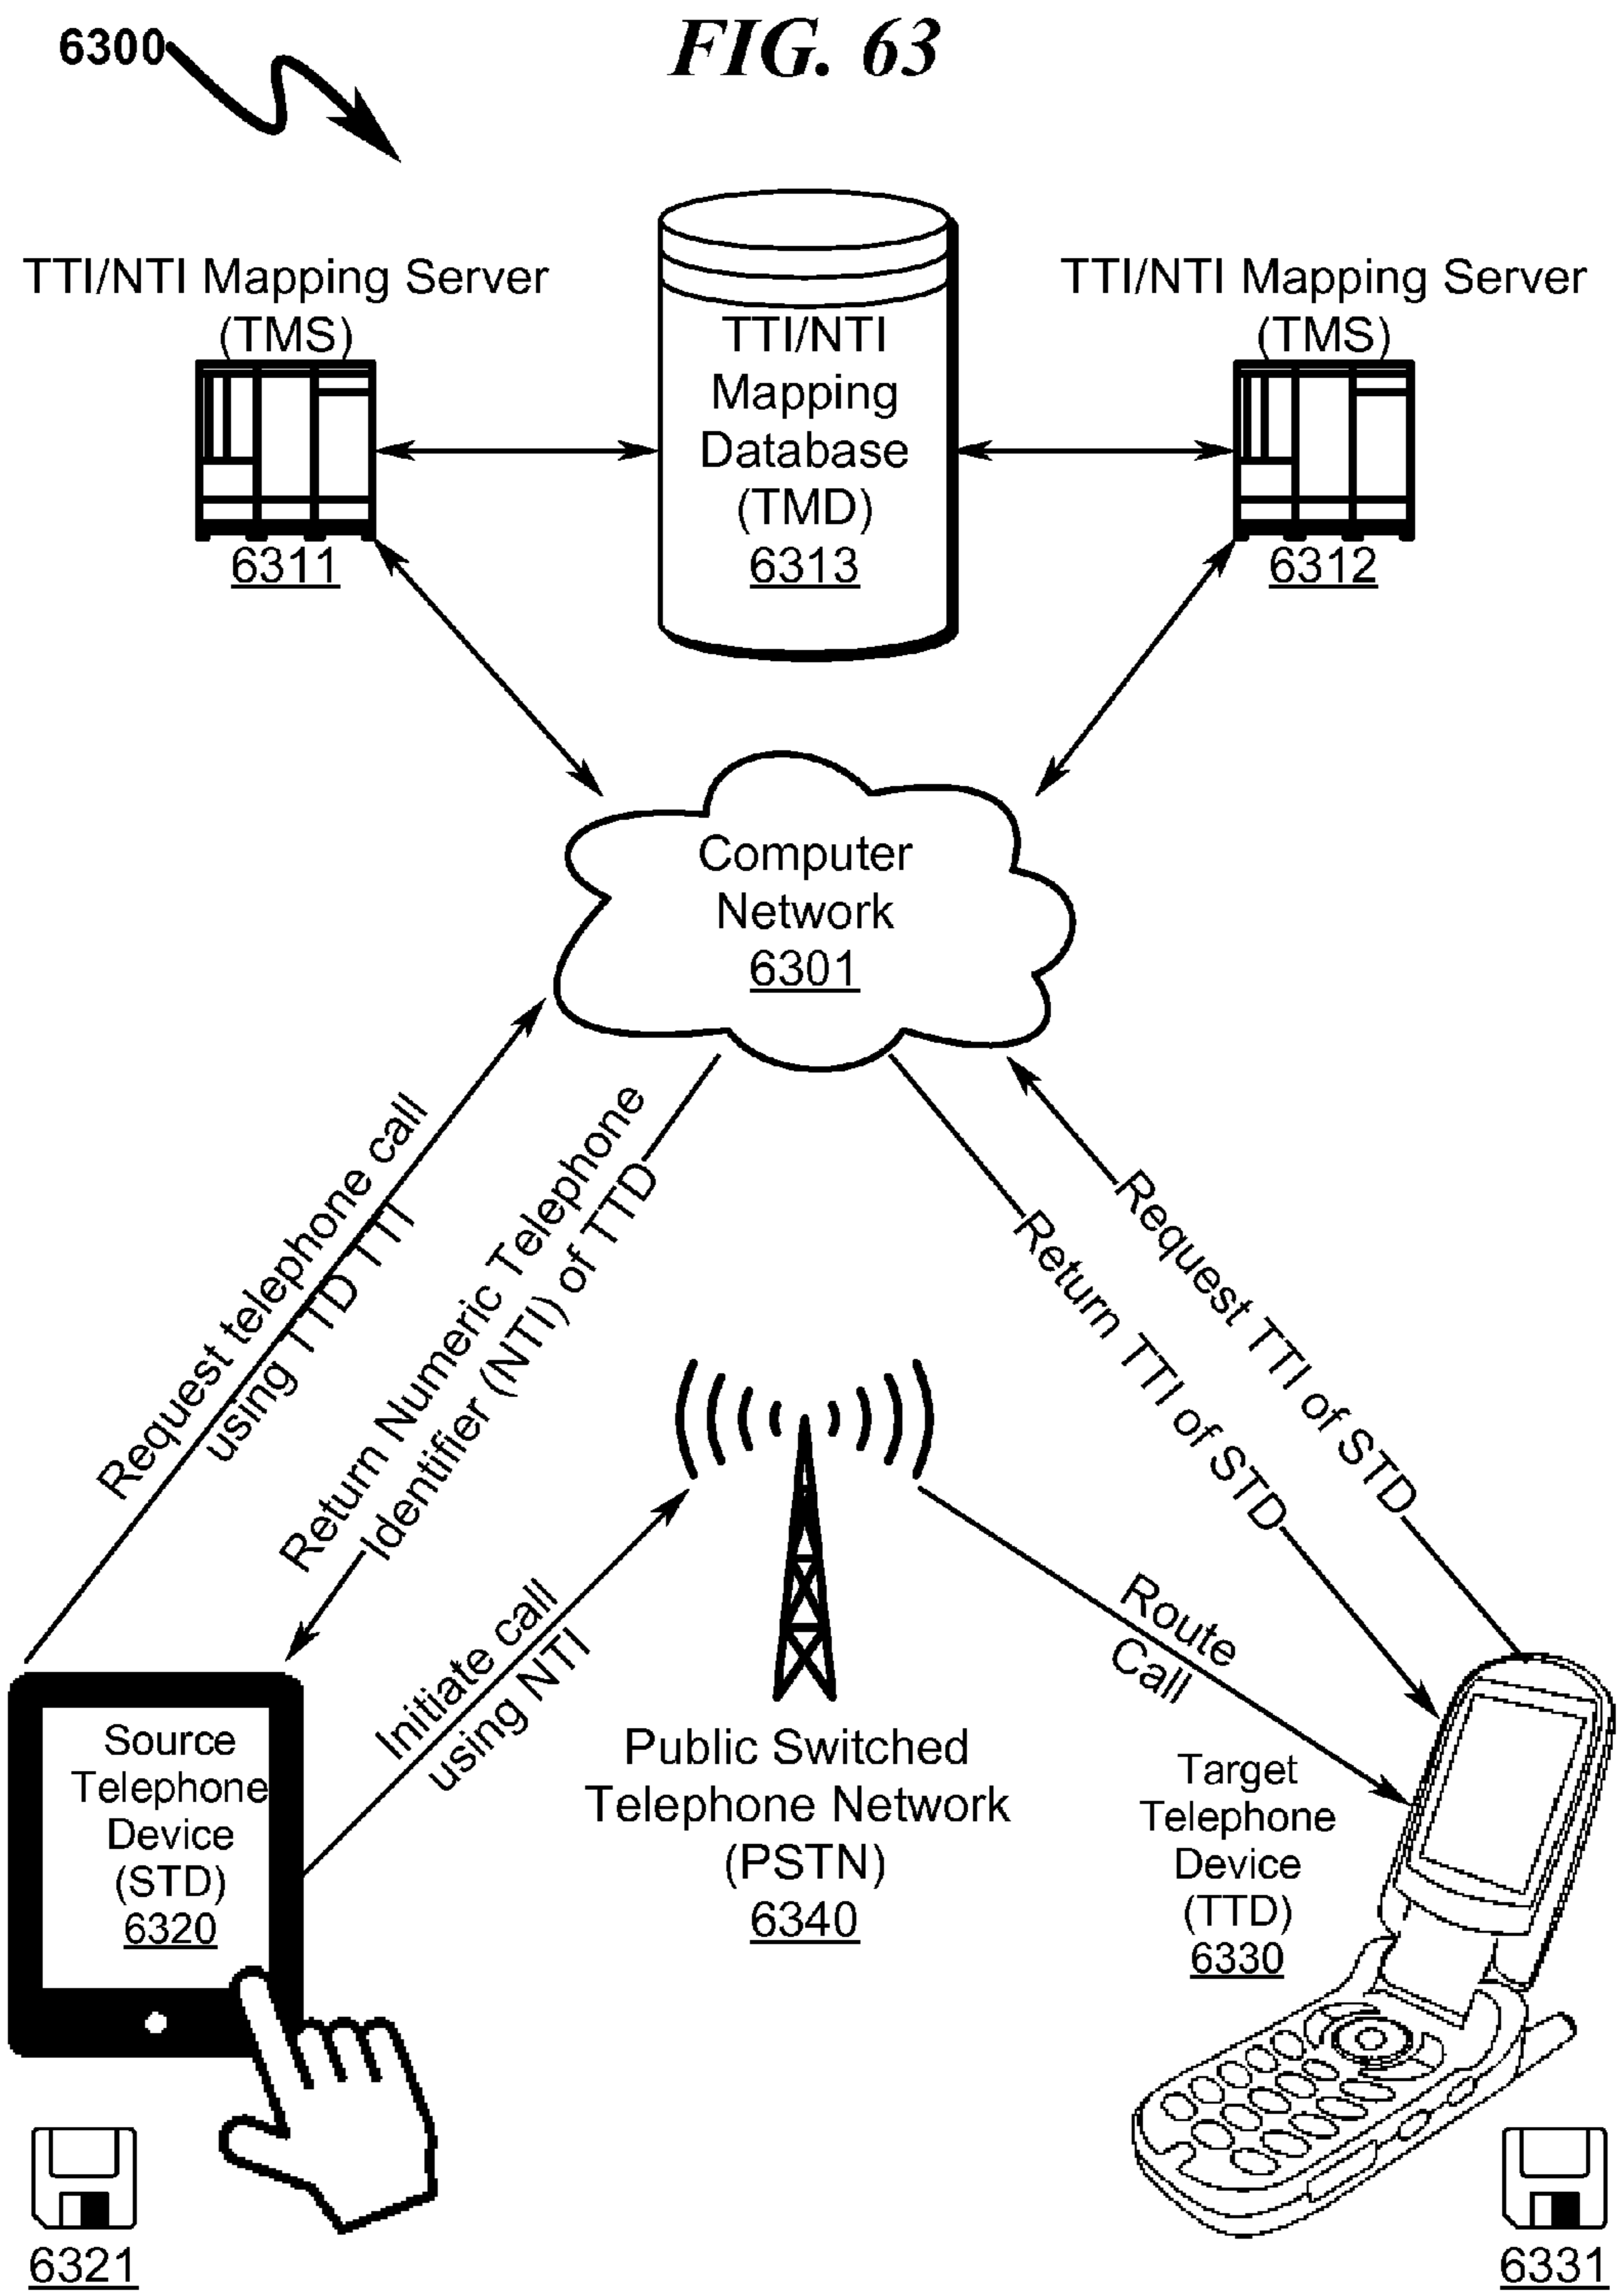 6300
FIG. 63
TTI/NTI Mapping Server
(TMS)
6311
TTI/NTI
Mapping
Database
(TMD)
6313
TTI/NTI Mapping Server
(TMS)
6312
Computer
Network
6301
Request telephone call
using TTD TTI
Return Numeric Telephone
Identifier (NTI) of TTD
Return TTI of STD
Request TTI of STD
Initiate call
using NTI
Route
Call
Source
Telephone
Device
(STD)
6320
Public Switched
Telephone Network
(PSTN)
6340
Target
Telephone
Device
(TTD)
6330
6321
6331